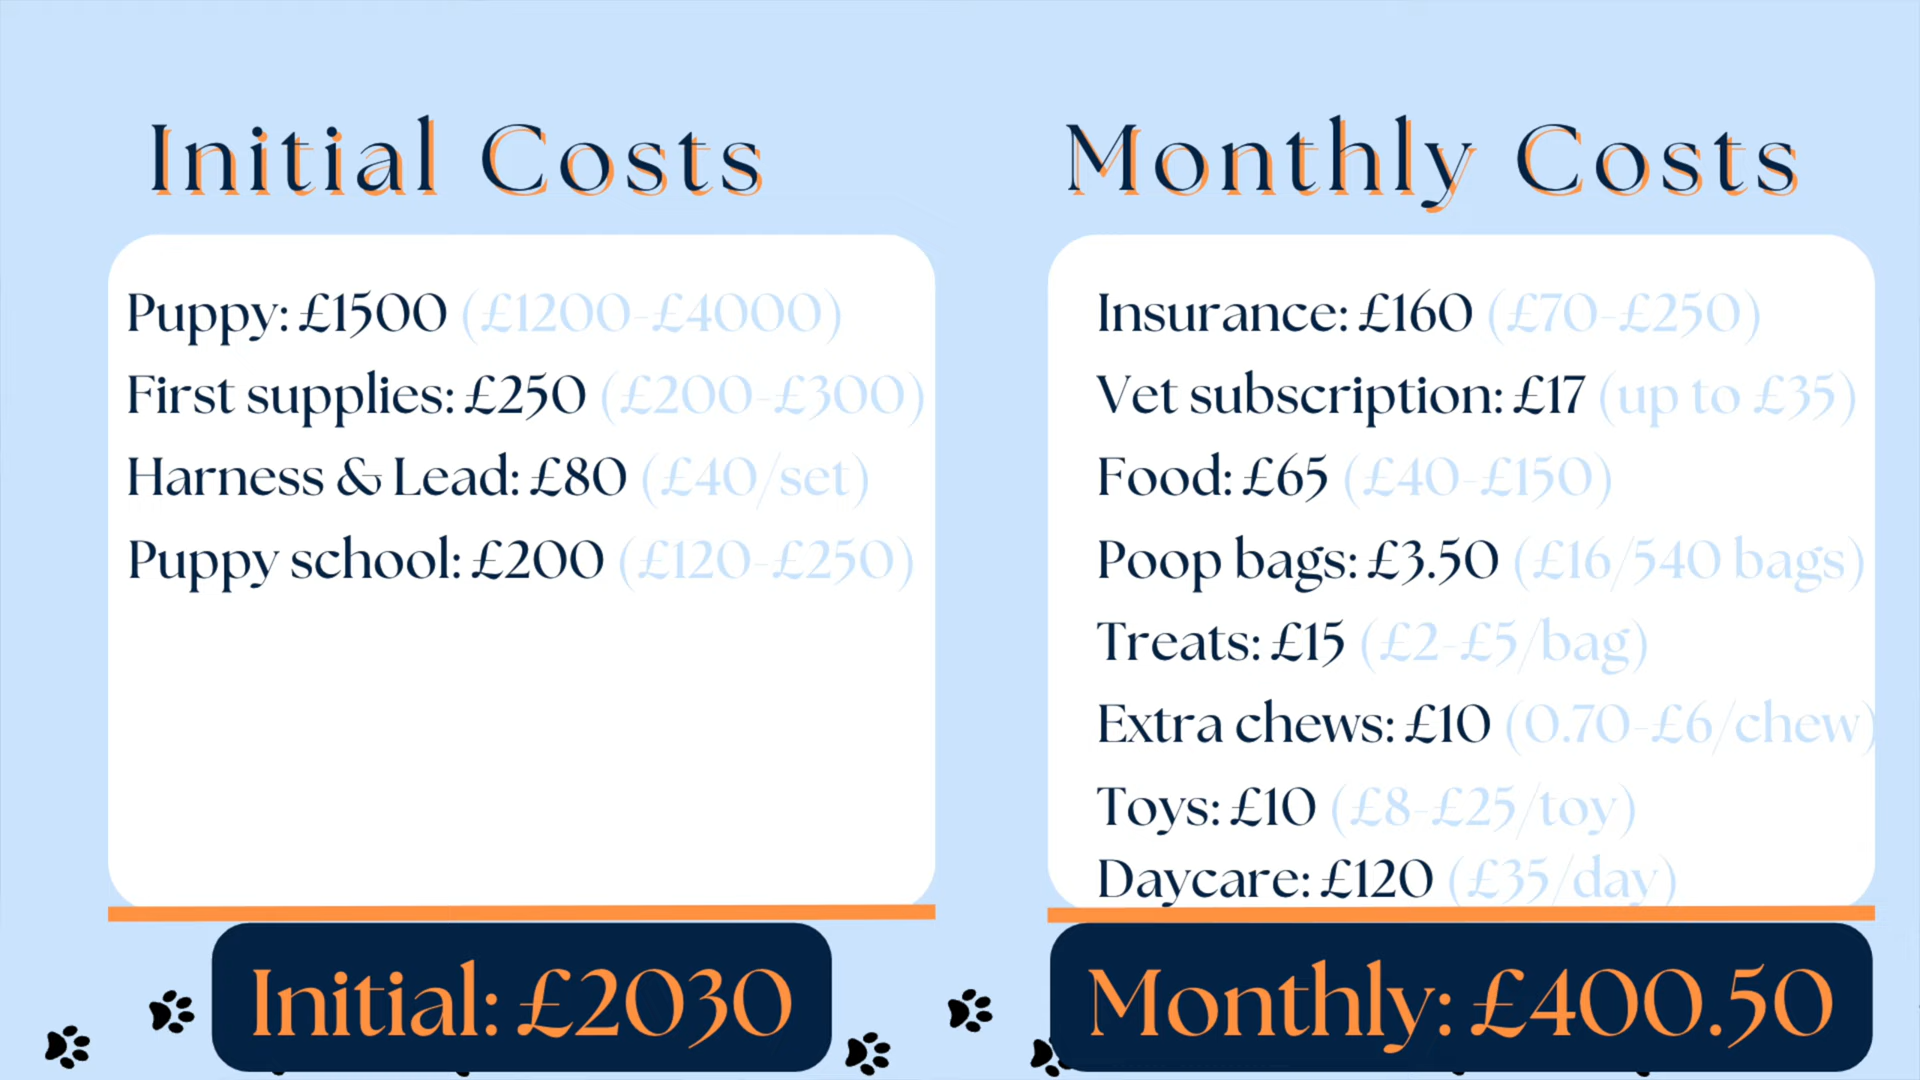 Initial Costs
Puppy: £1500 (£1200-£4000)
First supplies: £250 (£200-£300)
Harness & Lead: £80 (£40/set)
Puppy school: £200 (£120-£250)
Initial: £2030
Monthly Costs
Insurance: £160 (£70-£250)
Vet subscription: £17 (up to £35)
Food: £65 (£40-£150)
Poop bags: £3.50 (£16/540 bags)
Treats: £15 (£2-£5/bag)
Extra chews: £10 (0.70-£6/chew)
Toys: £10 (£8-£25/toy)
Daycare: £120 (£35/day)
Monthly: £400.50